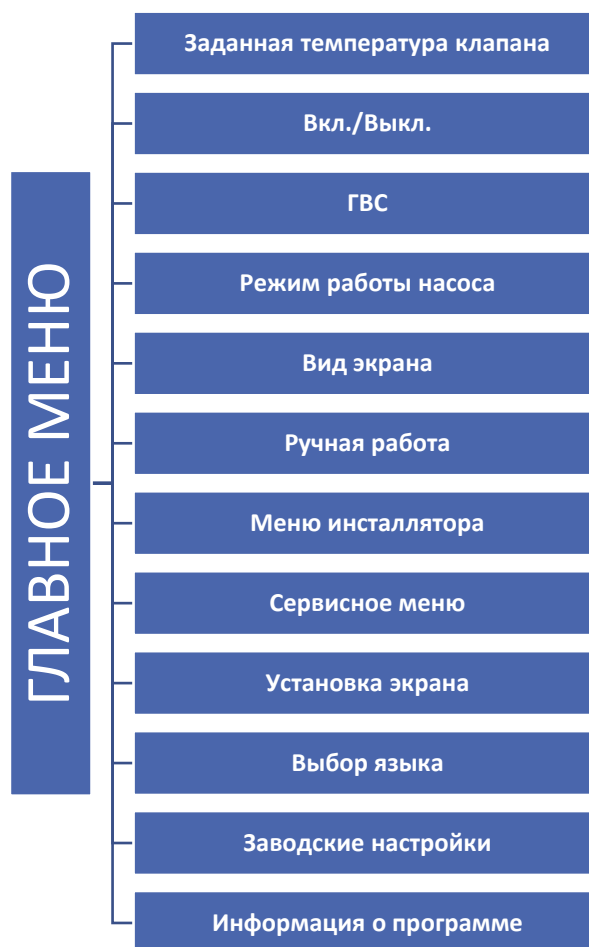 ГЛАВНОЕ МЕНЮ
Заданная температура клапана
Вкл./Выкл.
ГВС
Режим работы насоса
Вид экрана
Ручная работа
Меню инсталлятора
Сервисное меню
Установка экрана
Выбор языка
Заводские настройки
Информация о программе